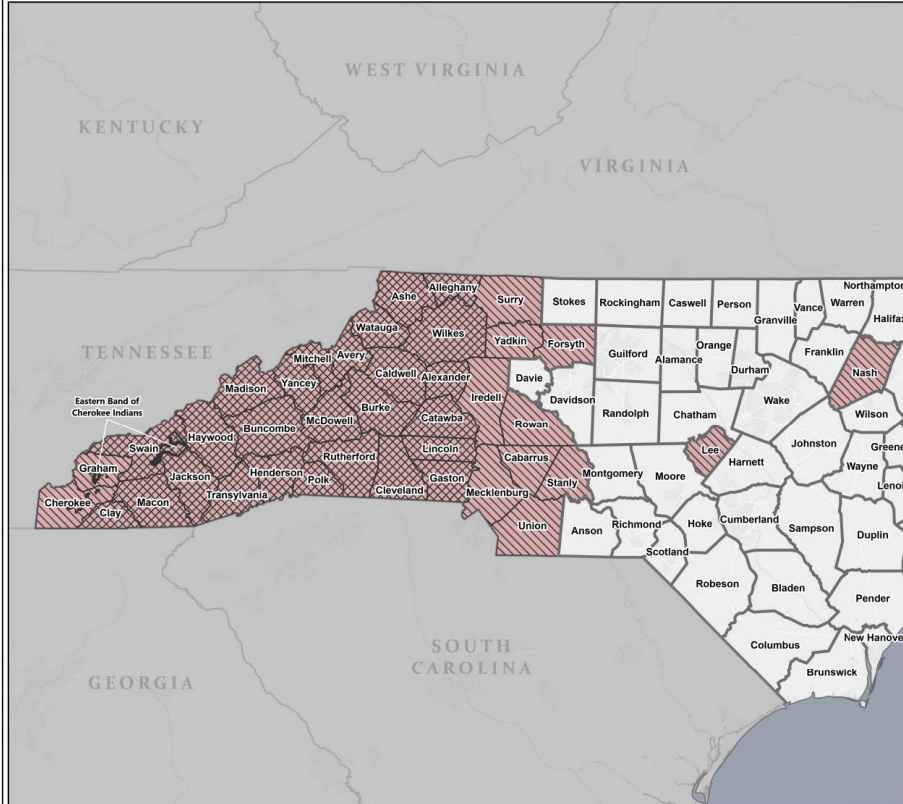 WEST VIRGINIA
KENTUCKY
VIRGINIA
Northampton
Alleghany
Ashe
Surry
Stokes
Rockingham
Caswell
Person
Vance
Warren
Halifax
Granville
Watauga
Wilkes
Yadkin
Forsyth
Guilford
Alamance
Orange
Durham
Franklin
Nash
TENNESSEE
Mitchell
Avery
Caldwell
Alexander
Davie
Iredell
Davidson
Madison
Yancey
Eastern Band of
Cherokee Indians
Burke
McDowell
Catawba
Rowan
Randolph
Chatham
Wake
Wilson
Buncombe
Swain
Haywood
Rutherford
Lincoln
Cabarrus
Lee
Johnston
Greene
Graham
Jackson
Henderson
Polk
Cleveland
Gaston
Mecklenburg
Stanly
Montgomery
Moore
Harnett
Wayne
Lenoi
Cherokee
Clay
Macon
Transylvania
Union
Anson
Richmond
Hoke
Cumberland
Sampson
Duplin
Scotland
Robeson
Bladen
Pender
SOUTH
CAROLINA
Columbus
New Hanove
Brunswick
GEORGIA